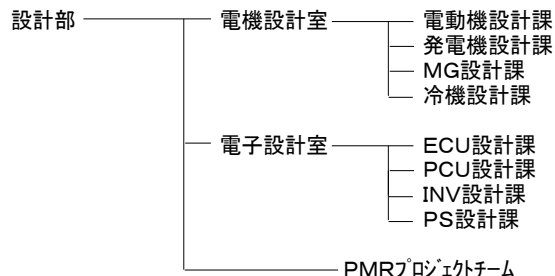 設計部
電機設計室
電動機設計課
発電機設計課
MG設計課
冷機設計課
電子設計室
ECU設計課
PCU設計課
INV設計課
PS設計課
PMRﾌﾟﾛｼﾞｪｸﾄﾁｰﾑ